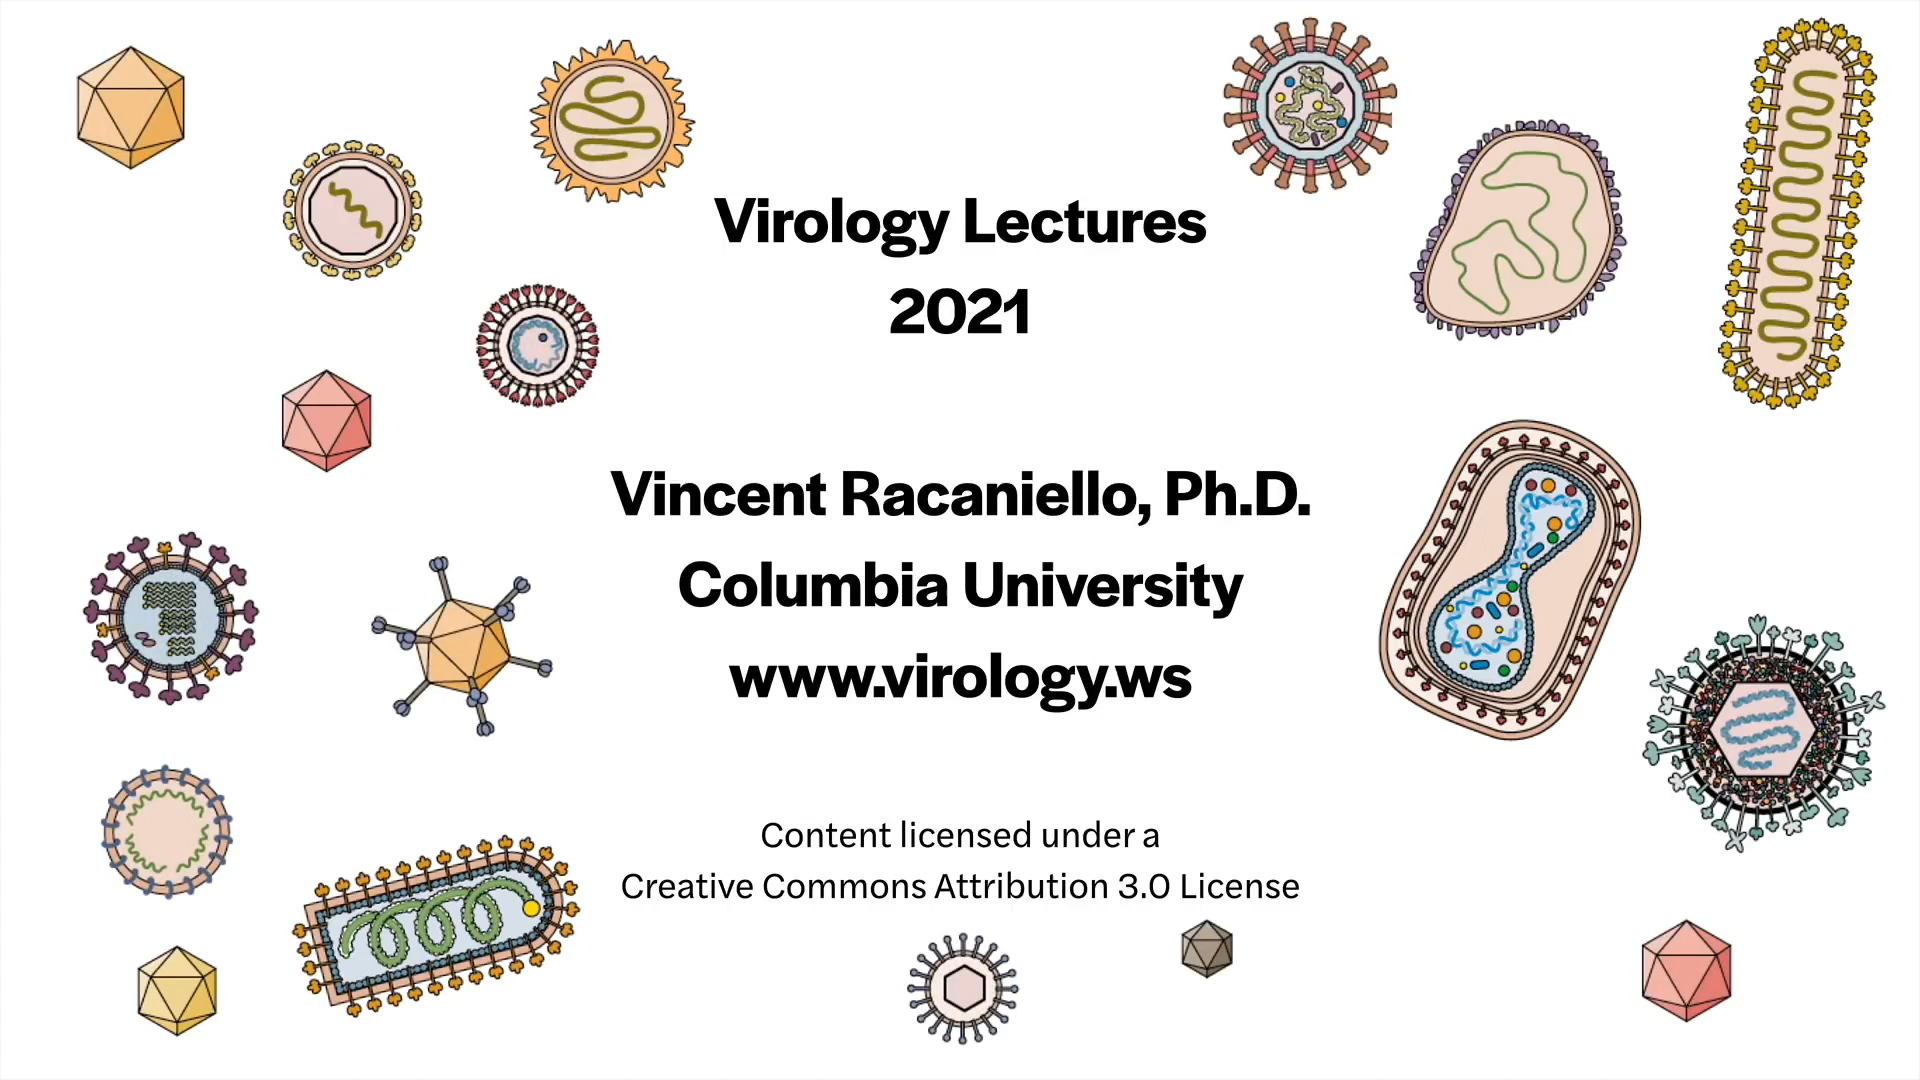 Virology Lectures
2021
Vincent Racaniello, Ph.D.
Columbia University
www.virology.ws
Content licensed under a
Creative Commons Attribution 3.0 License